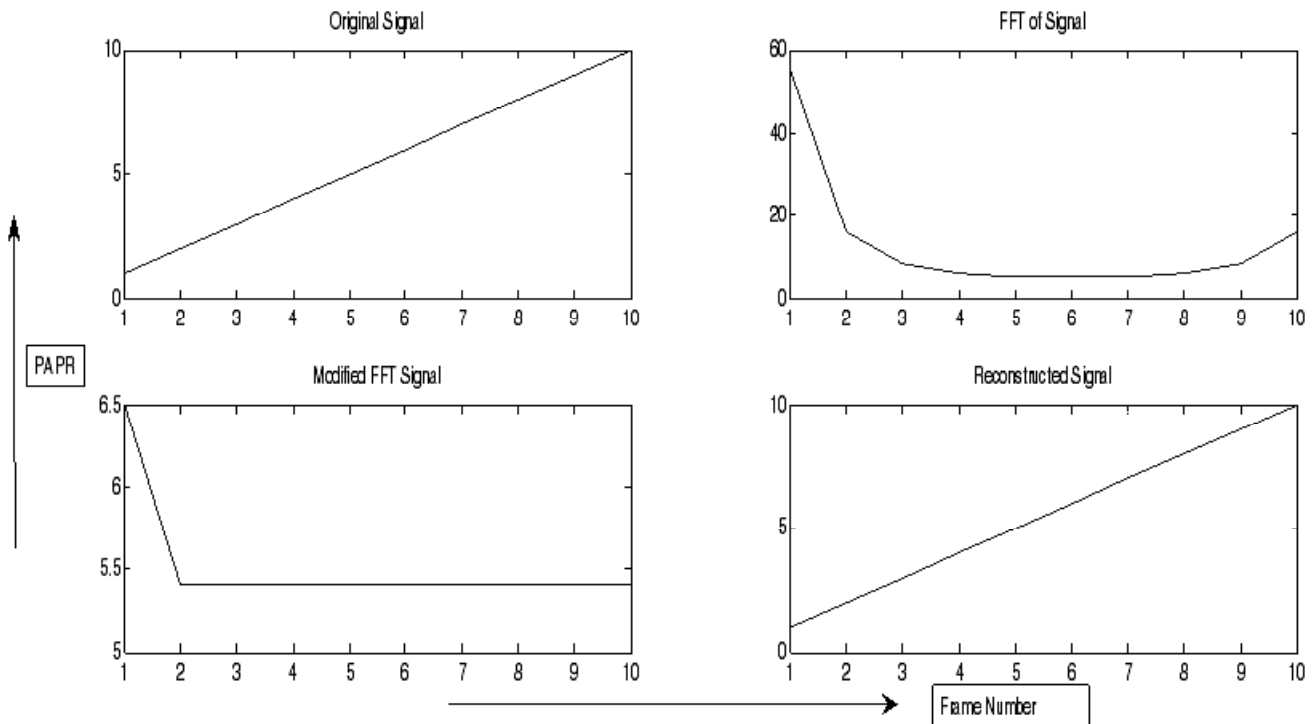 Original Signal
10
5
0
1 2 3 4 5 6 7 8 9 10
FFT of Signal
60
40
20
0
1 2 3 4 5 6 7 8 9 10
PAPR
Modified FFT Signal
6.5
6
5.5
5
1 2 3 4 5 6 7 8 9 10
Reconstructed Signal
10
5
0
1 2 3 4 5 6 7 8 9 10
Frame Number